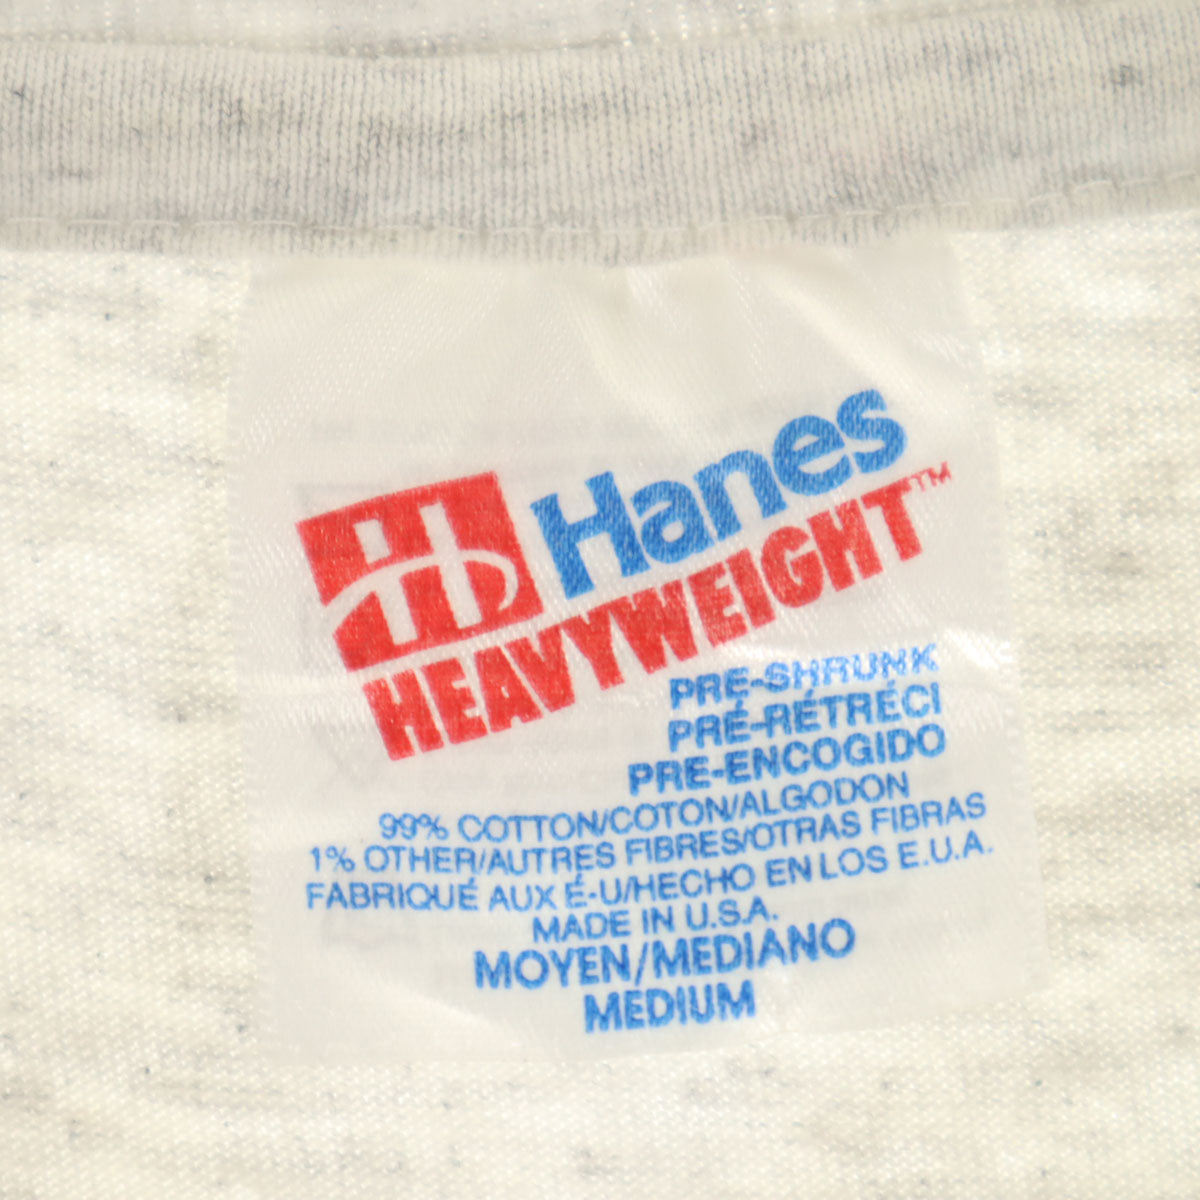 Hanes
HEAVYWEIGHT™
PRE-SHRUNK
PRÉ-RÉTRÉCI
PRE-ENCOGIDO
99% COTTON/COTON/ALGODON
1% OTHER/AUTRES FIBRES/OTRAS FIBRAS
FABRIQUÉ AUX É-U/HECHO EN LOS E.U.A.
MADE IN U.S.A.
MOYEN/MEDIANO
MEDIUM